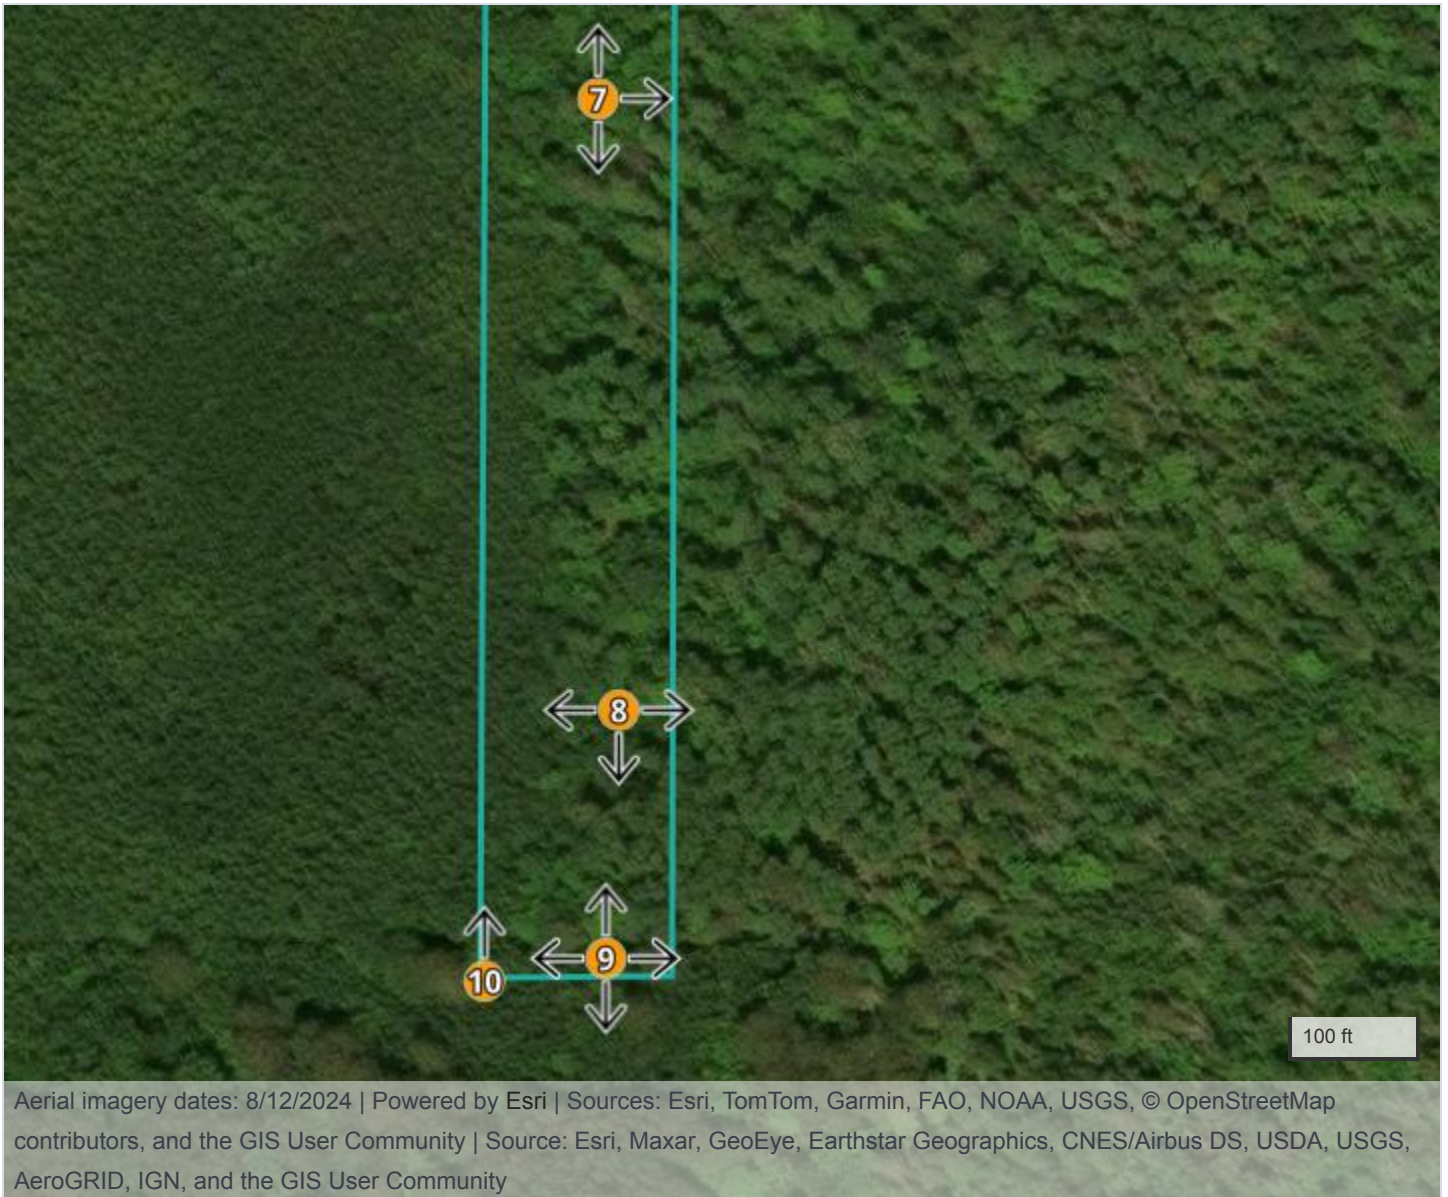 7
8
9
10
100 ft
Aerial imagery dates: 8/12/2024 | Powered by Esri | Sources: Esri, TomTom, Garmin, FAO, NOAA, USGS, © OpenStreetMap
contributors, and the GIS User Community | Source: Esri, Maxar, GeoEye, Earthstar Geographics, CNES/Airbus DS, USDA, USGS,
AeroGRID, IGN, and the GIS User Community